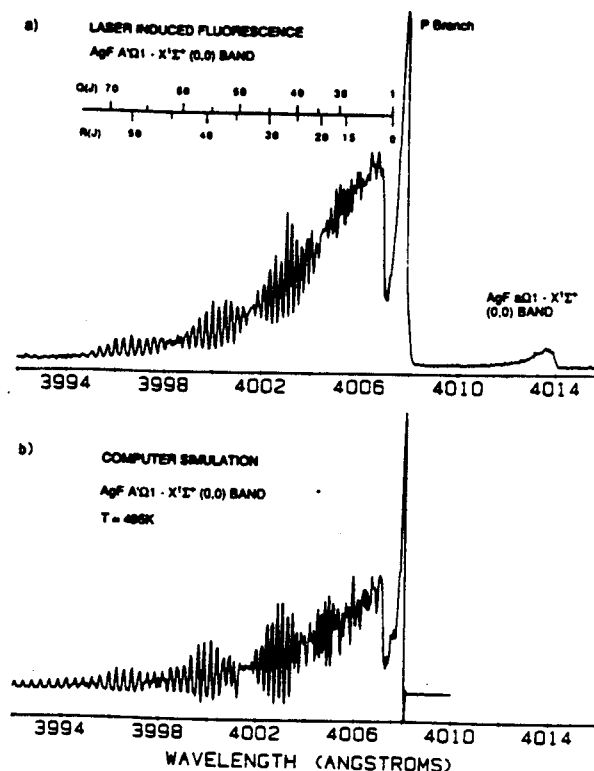 a)
LASER INDUCED FLUORESCENCE
P Branch
AgF A'Ω1 - X¹Σ⁺ (0,0) BAND
Q(J) 70 60 50 40 30 1
R(J) 50 40 30 20 15 0
AgF aΩ1 - X¹Σ⁺
(0,0) BAND
3994 3998 4002 4006 4010 4014
b)
COMPUTER SIMULATION
AgF A'Ω1 - X¹Σ⁺ (0,0) BAND
3994 3998 4002 4006 4010 4014
WAVELENGTH (ANGSTROMS)